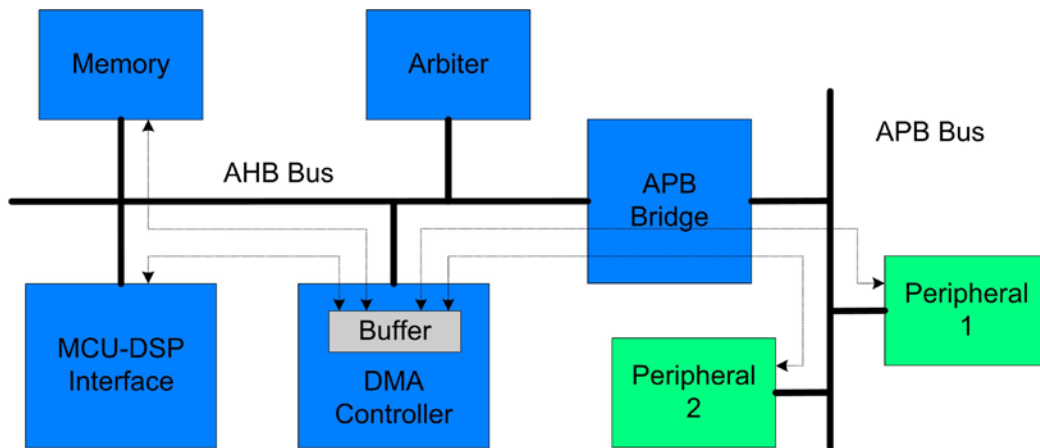 Memory
Arbiter
AHB Bus
APB
Bridge
APB Bus
MCU-DSP
Interface
Buffer
DMA
Controller
Peripheral
2
Peripheral
1